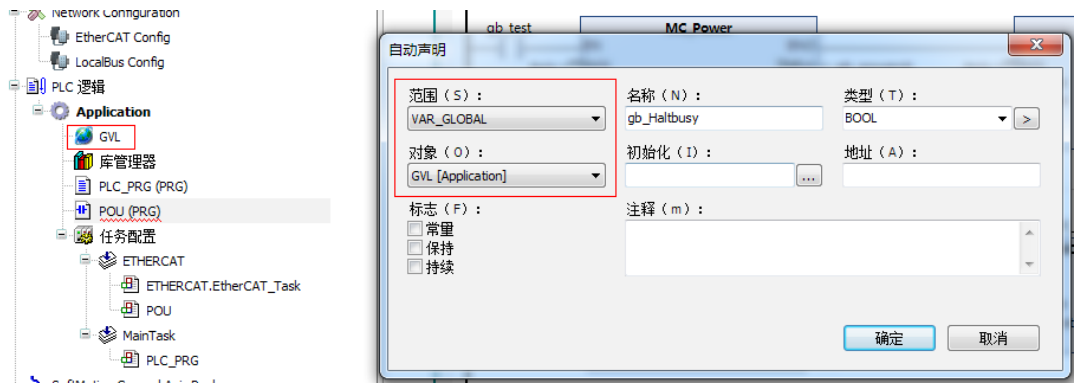 Network Configuration
EtherCAT Config
LocalBus Config
PLC 逻辑
Application
GVL
库管理器
PLC_PRG (PRG)
POU (PRG)
任务配置
ETHERCAT
ETHERCAT.EtherCAT_Task
POU
MainTask
PLC_PRG
gb_test
MC_Power
自动声明
范围(S):
名称(N):
类型(T):
VAR_GLOBAL
gb_Haltbusy
BOOL
>
对象(O):
初始化(I):
地址(A):
GVL [Application]
...
标志(F):
注释(m):
常量
保持
持续
确定
取消